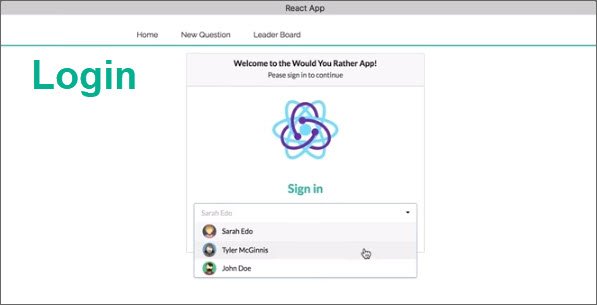 React App
Home New Question Leader Board
Login
Welcome to the Would You Rather App!
Pease sign in to continue
Sign in
Sarah Edo
Sarah Edo
Tyler McGinnis
John Doe